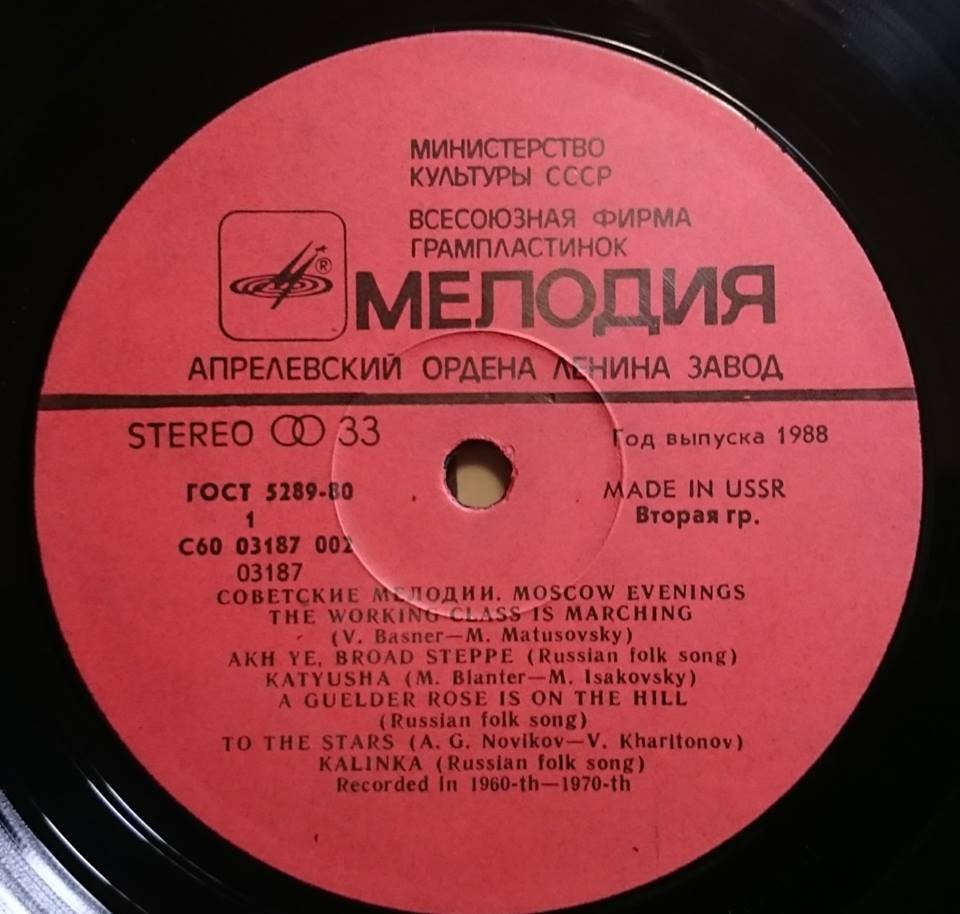 МИНИСТЕРСТВО
КУЛЬТУРЫ СССР
ВСЕСОЮЗНАЯ ФИРМА
ГРАМПЛАСТИНОК
®
МЕЛОДИЯ
АПРЕЛЕВСКИЙ ОРДЕНА ЛЕНИНА ЗАВОД
STEREO 33
Год выпуска 1988
ГОСТ 5289-80
MADE IN USSR
1
Вторая гр.
С60 03187 002
03187
СОВЕТСКИЕ МЕЛОДИИ. MOSCOW EVENINGS
THE WORKING CLASS IS MARCHING
(V. Basner—M. Matusovsky)
AKH YE, BROAD STEPPE (Russian folk song)
KATYUSHA (M. Blanter—M. Isakovsky)
A GUELDER ROSE IS ON THE HILL
(Russian folk song)
TO THE STARS (A. G. Novikov—V. Kharitonov)
KALINKA (Russian folk song)
Recorded in 1960-th—1970-th